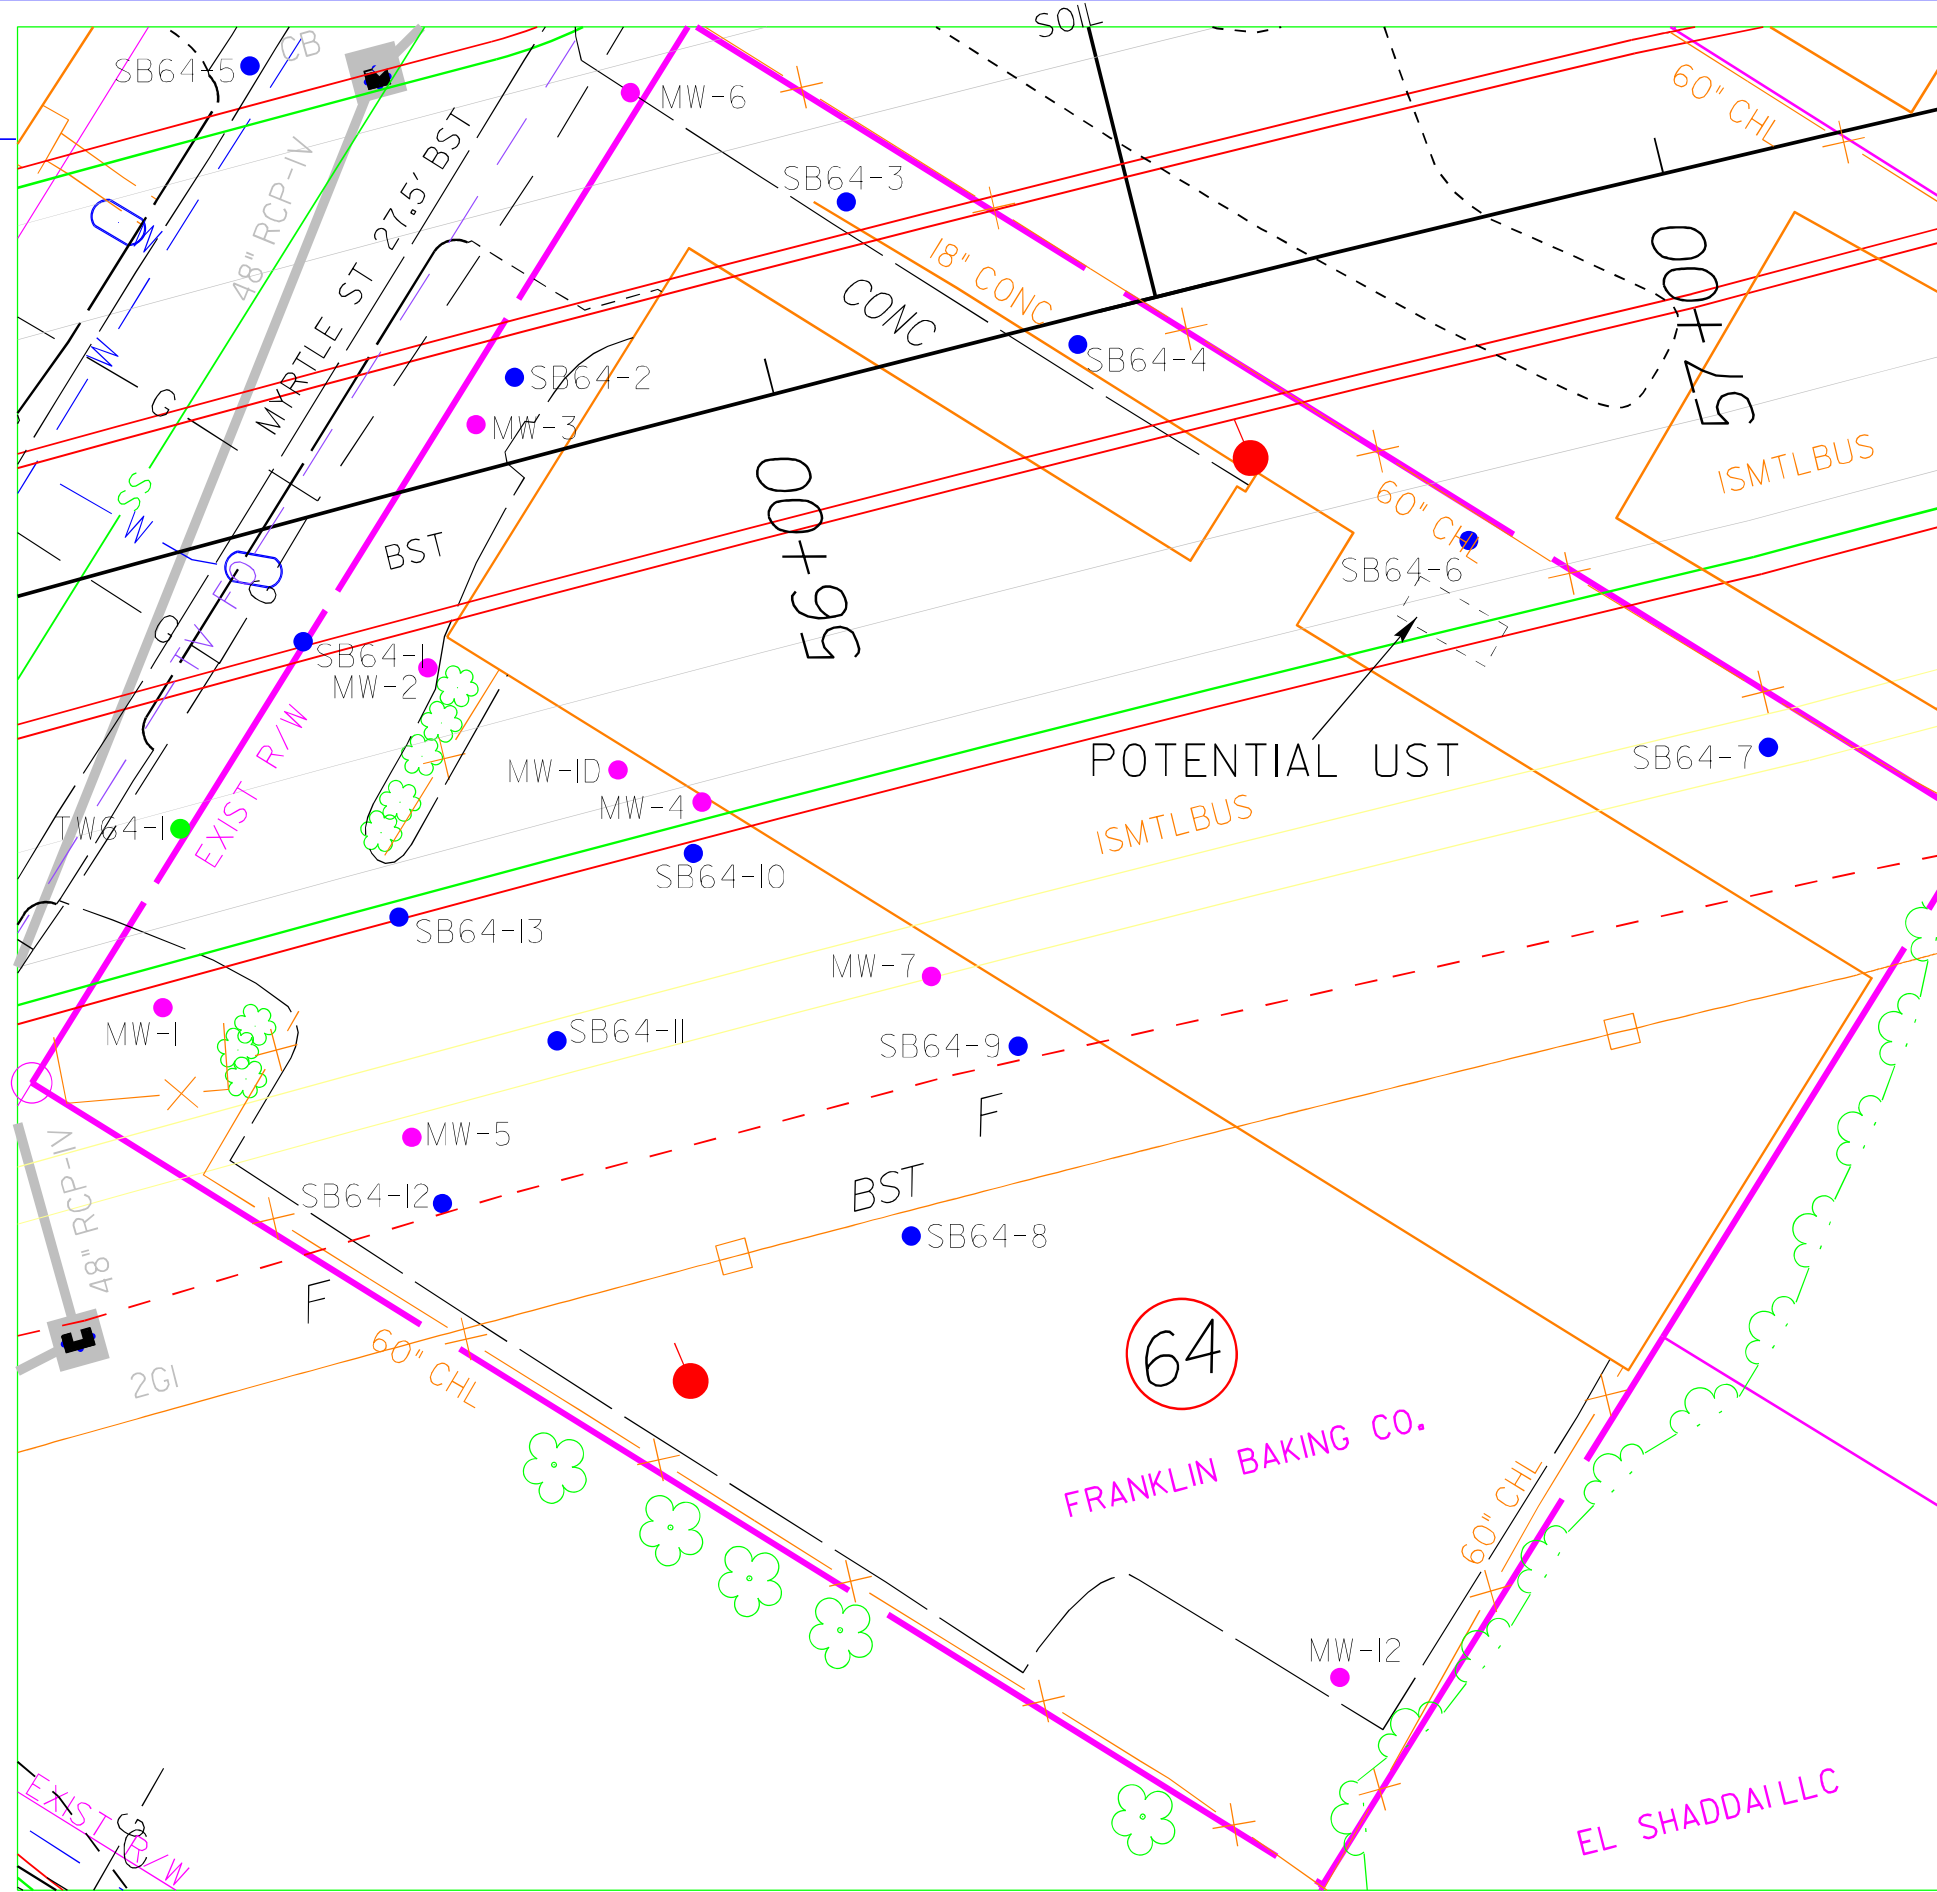 SOIL
CB
SB64-5
60" CHL
MW-6
48" RCP-IV
MYRTLE ST 27.5' BST
SB64-3
W
18" CONC
CONC
00+75
W
SB64-4
SB64-2
G
MW-3
ISMTLBUS
SS
00+56
60" CHL
W
BST
SB64-6
FO
G
G
TV
SB64-1
MW-2
EXIST R/W
POTENTIAL UST
SB64-7
MW-1D
MW-4
ISMTLBUS
TW64-1
SB64-10
SB64-13
MW-7
MW-1
SB64-11
SB64-9
F
MW-5
48" RCP-IV
SB64-12
BST
SB64-8
F
60" CHL
64
2GI
FRANKLIN BAKING CO.
60" CHL
MW-12
EXIST R/W
EL SHADDAILLC